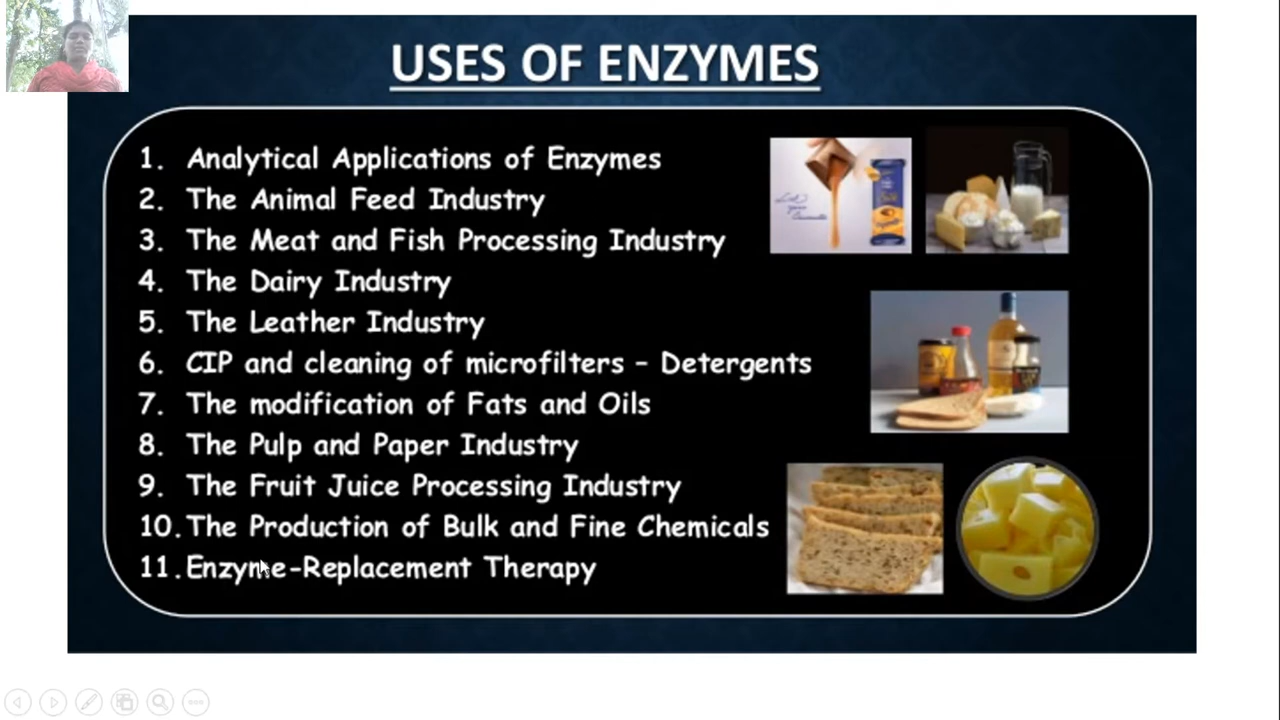 USES OF ENZYMES
1. Analytical Applications of Enzymes
2. The Animal Feed Industry
3. The Meat and Fish Processing Industry
4. The Dairy Industry
5. The Leather Industry
6. CIP and cleaning of microfilters – Detergents
7. The modification of Fats and Oils
8. The Pulp and Paper Industry
9. The Fruit Juice Processing Industry
10. The Production of Bulk and Fine Chemicals
11. Enzyme-Replacement Therapy